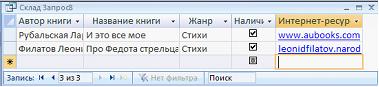 Склад Запрос8
Автор книги Название книги Жанр Налич Интернет-ресур
Рубальская Лар И это все мое Стихи www.aubooks.com
Филатов Леони Про Федота стрельца Стихи leonidfilatov.narod
Запись: 3 из 3 Нет фильтра Поиск